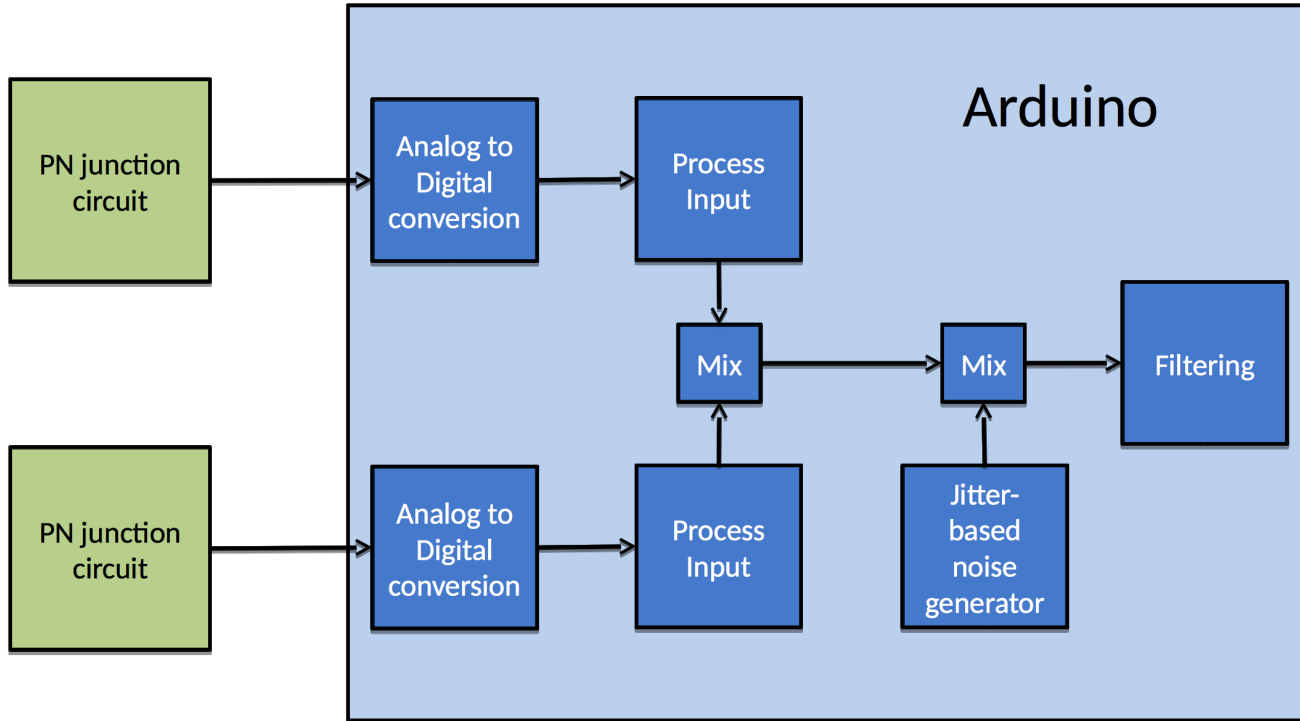 Arduino
PN junction
circuit
Analog to
Digital
conversion
Process
Input
Mix
Mix
Filtering
PN junction
circuit
Analog to
Digital
conversion
Process
Input
Jitter-
based
noise
generator